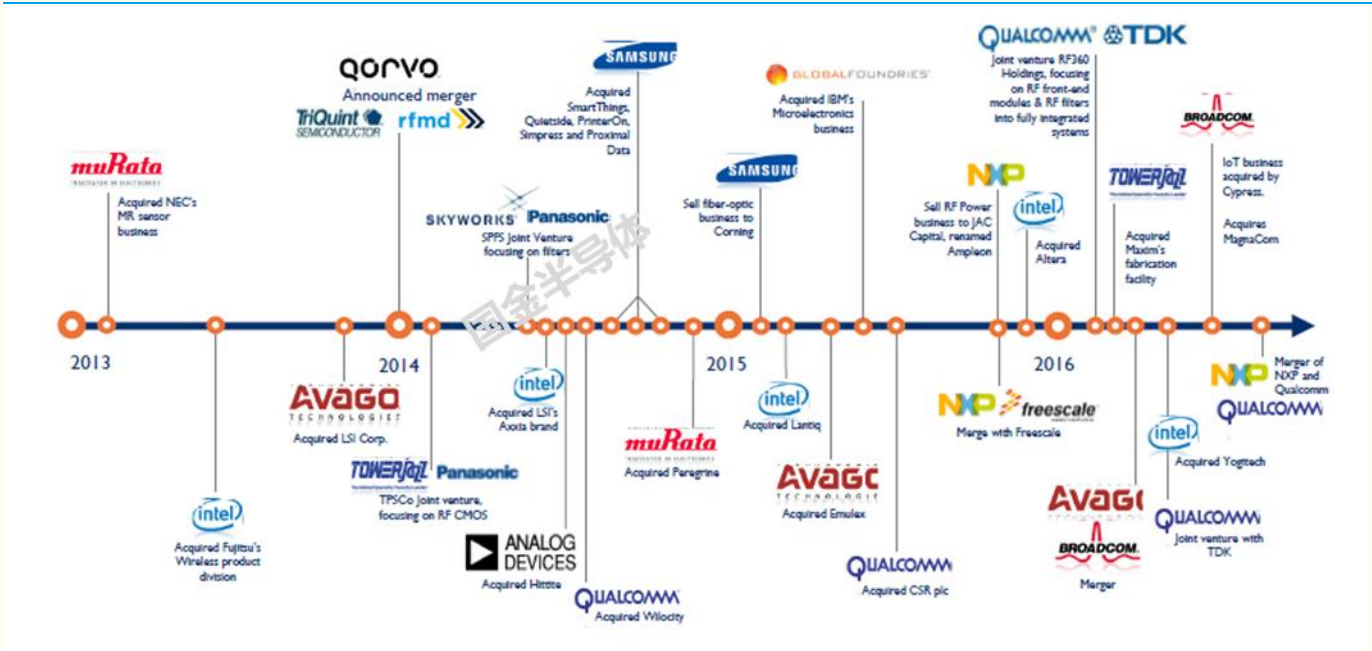 QUALCOMM® TDK
Joint venture RF360
Holdings, focusing
on RF front-end
modules & RF filters
into fully integrated
systems
SAMSUNG
Acquired
SmartThings,
Quietside, PrinterOn,
Simpress and Proximal
Data
QORVO
Announced merger
TriQuint
SEMICONDUCTOR
rfmd
GLOBALFOUNDRIES
Acquired IBM's
Microelectronics
business
BROADCOM.
IoT business
acquired by
Cypress.
Acquires
MagnaCom
muRata
INNOVATOR IN ELECTRONICS
Acquired NEC's
MR sensor
business
SAMSUNG
Sell fiber-optic
business to
Corning
NXP
Sell RF Power
business to JAC
Capital, renamed
Ampleon
TOWERJAZZ
Acquired
Maxim's
fabrication
facility
intel
Acquired
Altera
SKYWORKS Panasonic
SPFS Joint Venture
focusing on filters
国金半导体
2013
2014
2015
2016
intel
Acquired Fujitsu's
Wireless product
division
AVAGO
TECHNOLOGIES
Acquired LSI Corp.
TOWERJAZZ Panasonic
TPSCo Joint venture,
focusing on RF CMOS
intel
Acquired LSI's
Axxia brand
ANALOG
DEVICES
Acquired Hittite
QUALCOMM
Acquired Wilocity
muRata
INNOVATOR IN ELECTRONICS
Acquired Peregrine
intel
Acquired Lantiq
AVAGO
TECHNOLOGIE
Acquired Emulex
QUALCOMM
Acquired CSR plc
NXP freescale
Merge with Freescale
AVAGO
BROADCOM.
Merger
intel
Acquired Yogitech
QUALCOMM
Joint venture with
TDK
NXP
Merger of
NXP and
Qualcomm
QUALCOMM